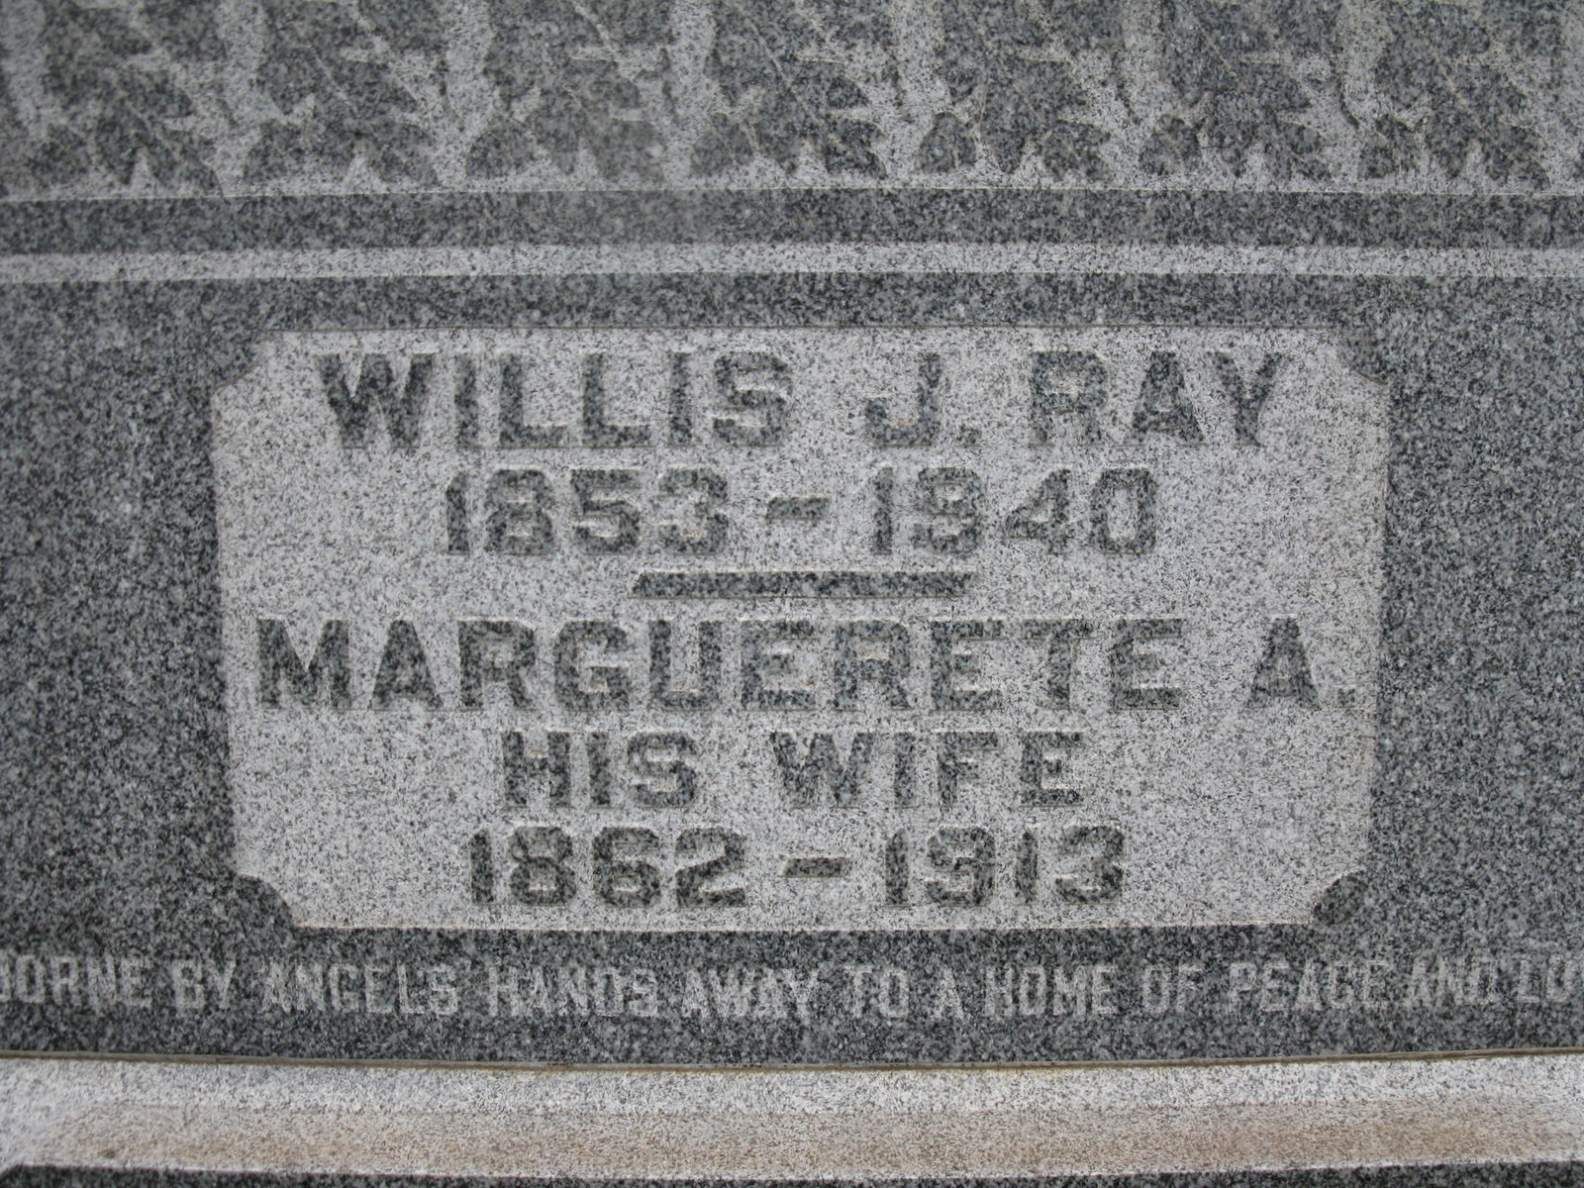 WILLIS J. RAY
1853 - 1940
MARGUERETE A.
HIS WIFE
1862 - 1913
BORNE BY ANGELS HANDS AWAY TO A HOME OF PEACE AND